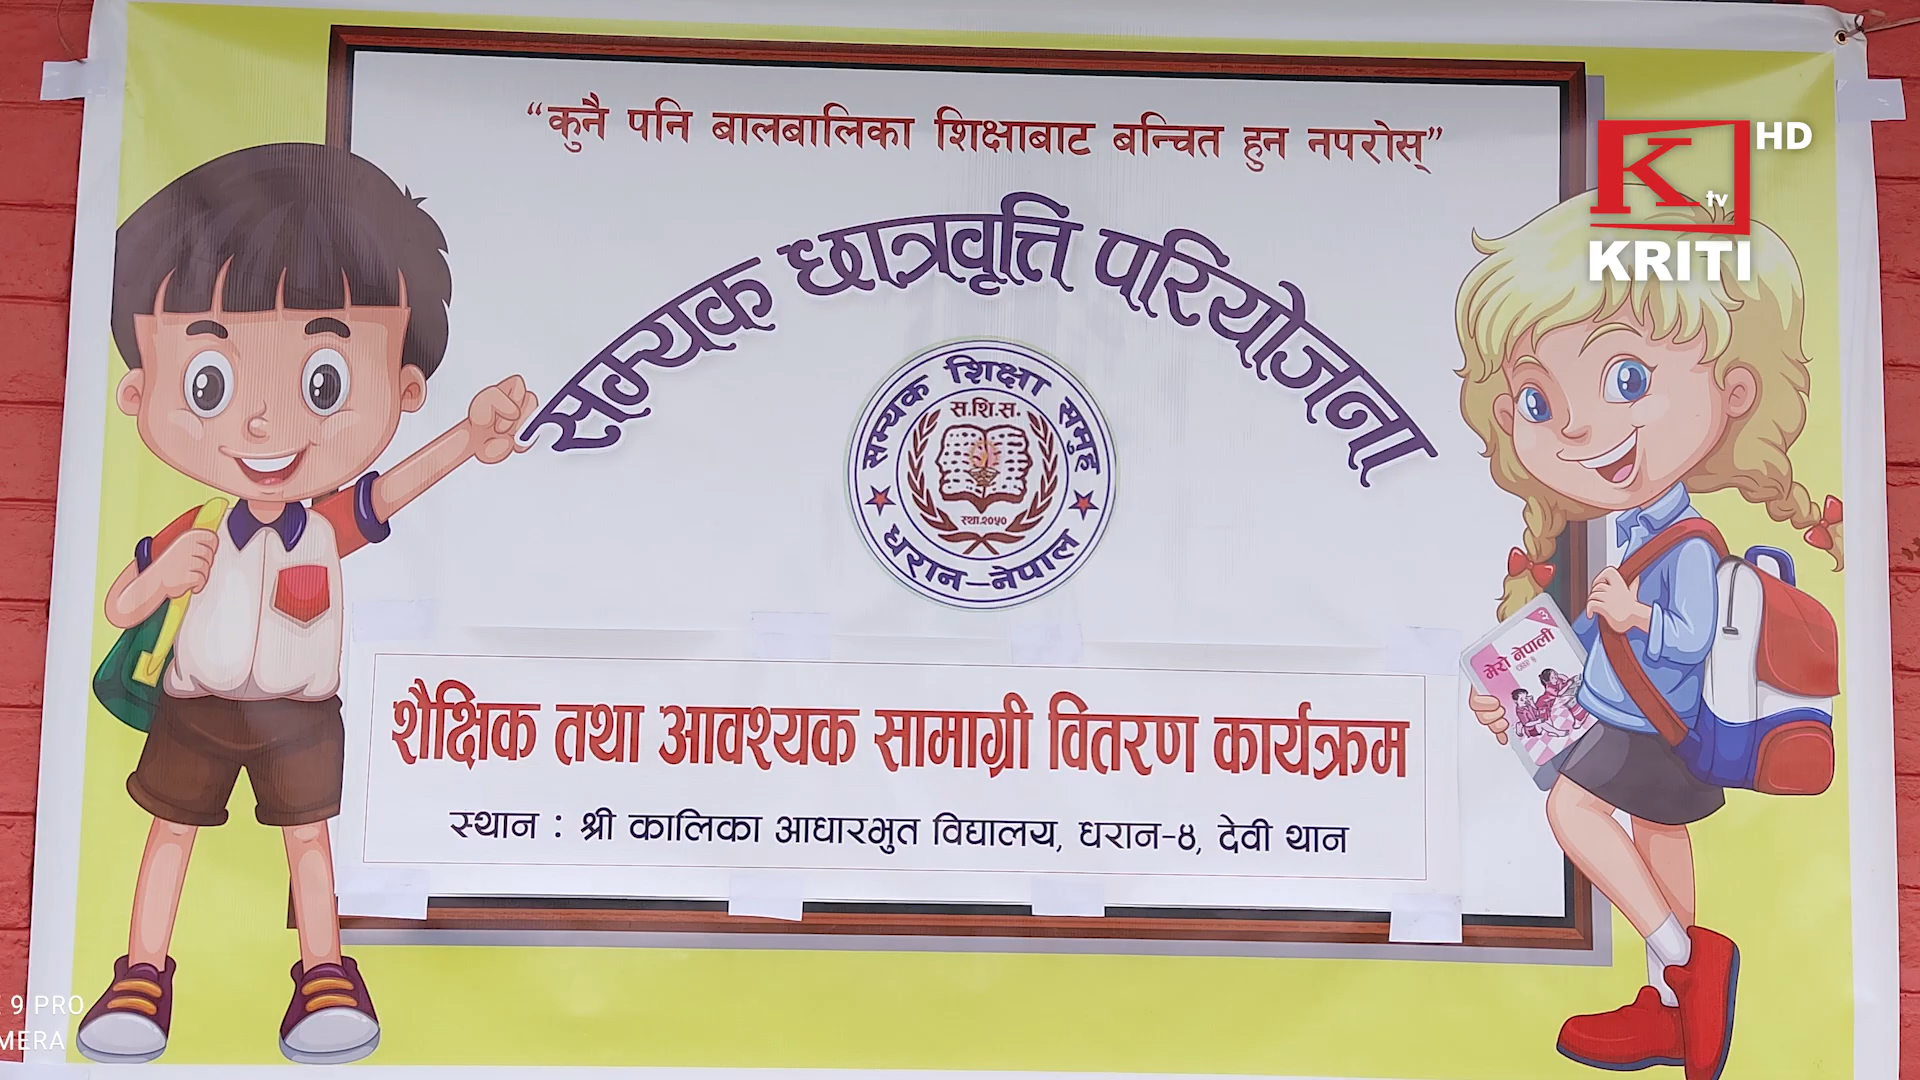 “कुनै पनि बालबालिका शिक्षाबाट बन्चित हुन नपरोस्”
K tv HD
KRITI
सम्यक छात्रवृत्ति परियोजना
सम्यक शिक्षा समुह
स.शि.स.
स्था.२०५०
धरान–नेपाल
मेरो नेपाली
शैक्षिक तथा आवश्यक सामाग्री वितरण कार्यक्रम
स्थान : श्री कालिका आधारभुत विद्यालय, धरान-४, देवी थान
9 PRO
MERA